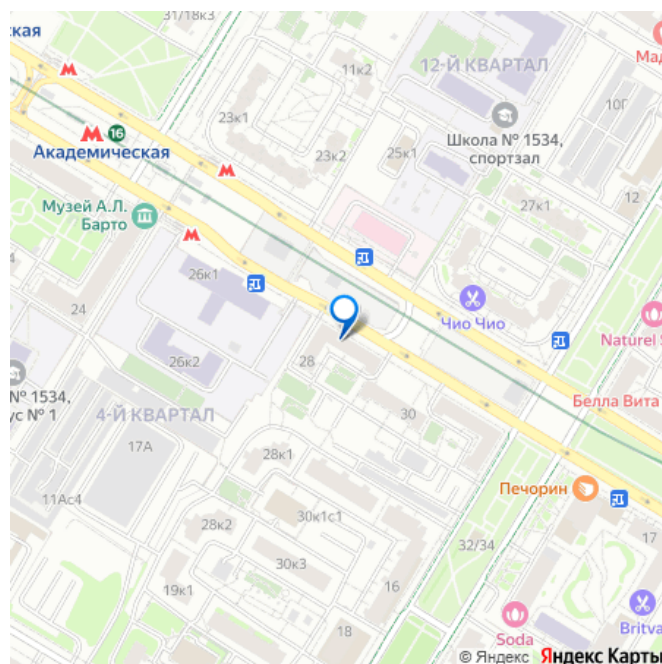 31/18к3
ская
Мад
11к2
12-Й КВАРТАЛ
10Г
23к1
Школа № 1534,
спортзал
16
Академическая
23к2
25к1
12
27к1
Музей А.Л.
Барто
26к1
24
Чио Чио
Naturel S
26к2
28
№ 1534,
ус № 1
Белла Вита
4-Й КВАРТАЛ
30
17А
28к1
Печорин
11Ас4
30к1с1
28к2
17
32/34
30к3
19к1
16
Soda
18
Britva
© Яндекс Яндекс Карты